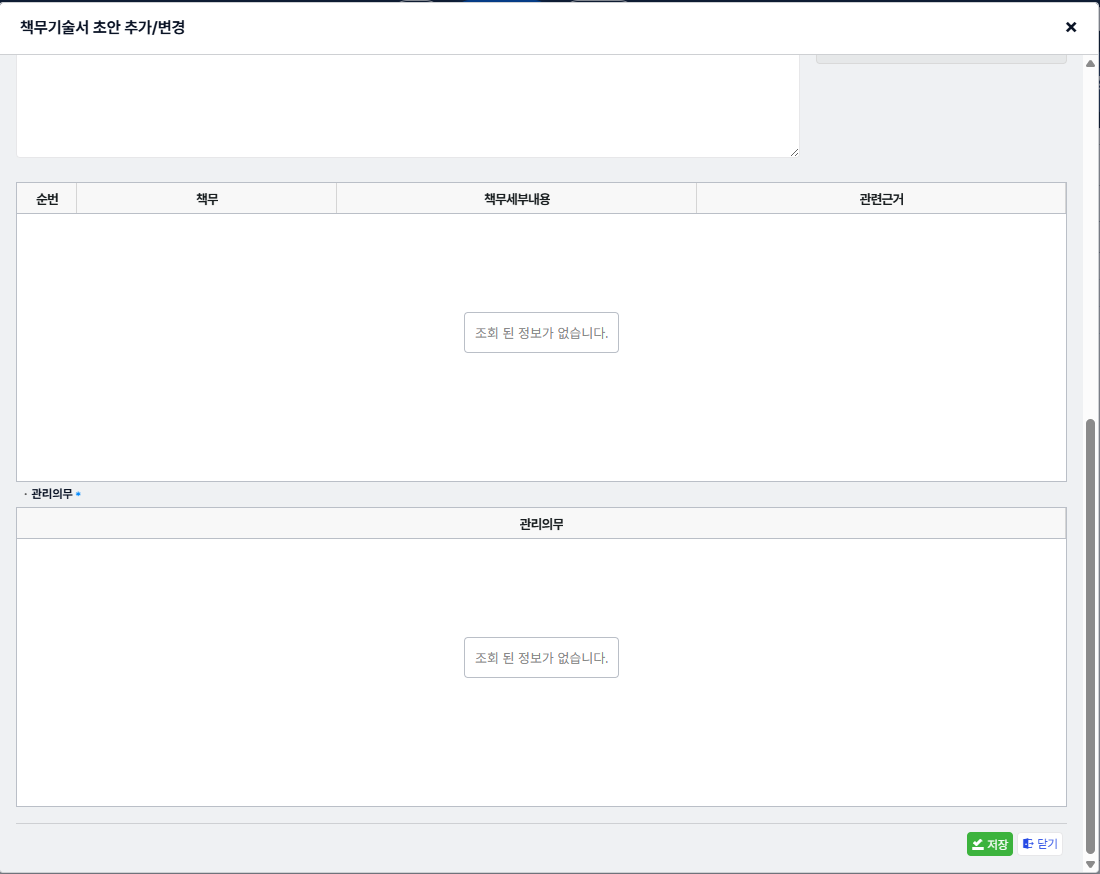 책무기술서 초안 추가/변경
순번 책무 책무세부내용 관련근거
조회 된 정보가 없습니다.
· 관리의무 *
관리의무
조회 된 정보가 없습니다.
저장 닫기